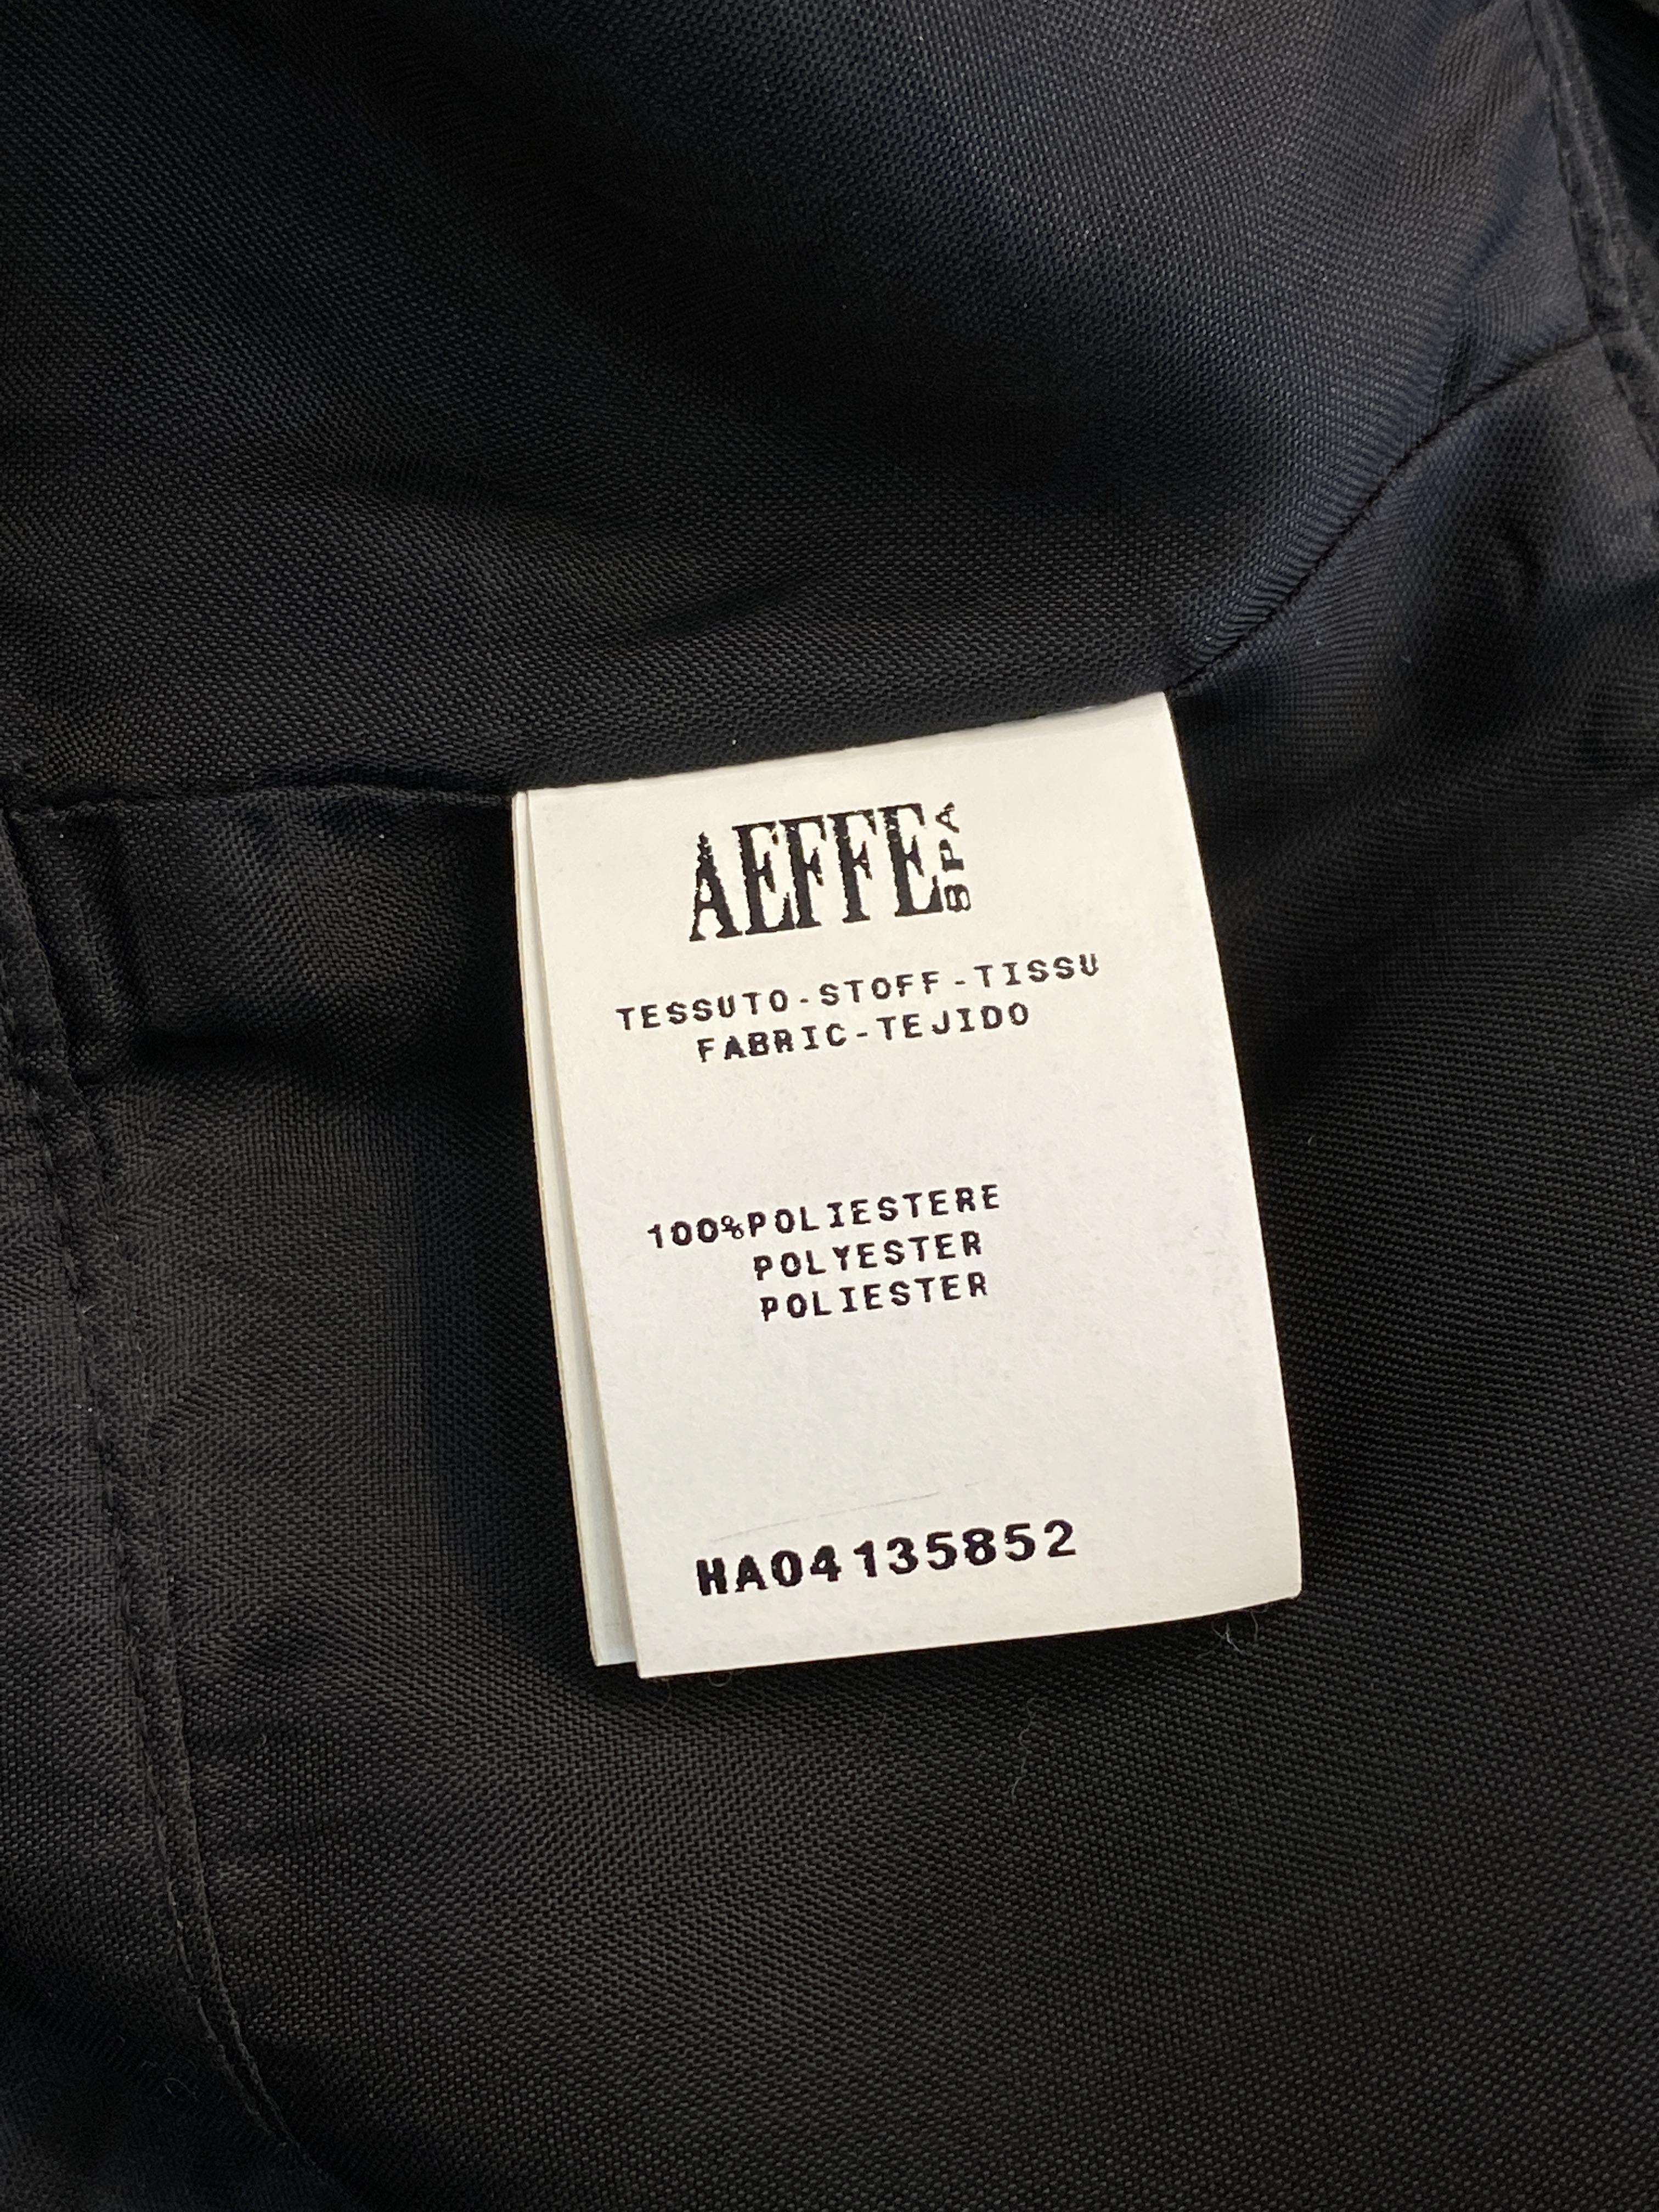 AEFFE SPA
TESSUTO-STOFF-TISSU
FABRIC-TEJIDO
100%POLIESTERE
POLYESTER
POLIESTER
HA04135852